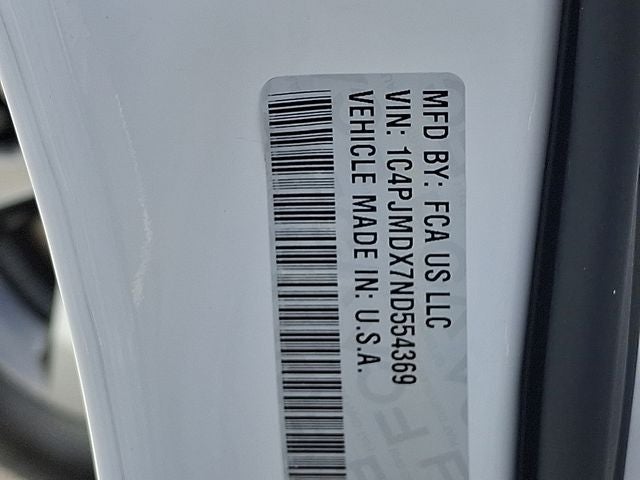 MFD BY: FCA US LLC
VIN: 1C4PJMDX7ND554369
VEHICLE MADE IN: U.S.A.